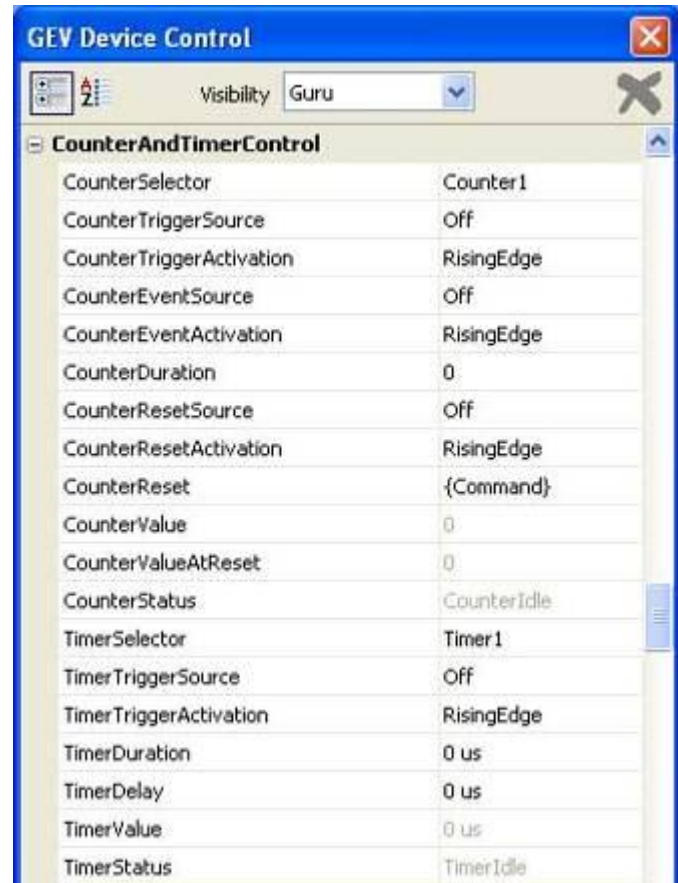 GEV Device Control
Visibility Guru
CounterAndTimerControl
CounterSelector Counter1
CounterTriggerSource Off
CounterTriggerActivation RisingEdge
CounterEventSource Off
CounterEventActivation RisingEdge
CounterDuration 0
CounterResetSource Off
CounterResetActivation RisingEdge
CounterReset {Command}
CounterValue 0
CounterValueAtReset 0
CounterStatus CounterIdle
TimerSelector Timer1
TimerTriggerSource Off
TimerTriggerActivation RisingEdge
TimerDuration 0 us
TimerDelay 0 us
TimerValue 0 us
TimerStatus TimerIdle